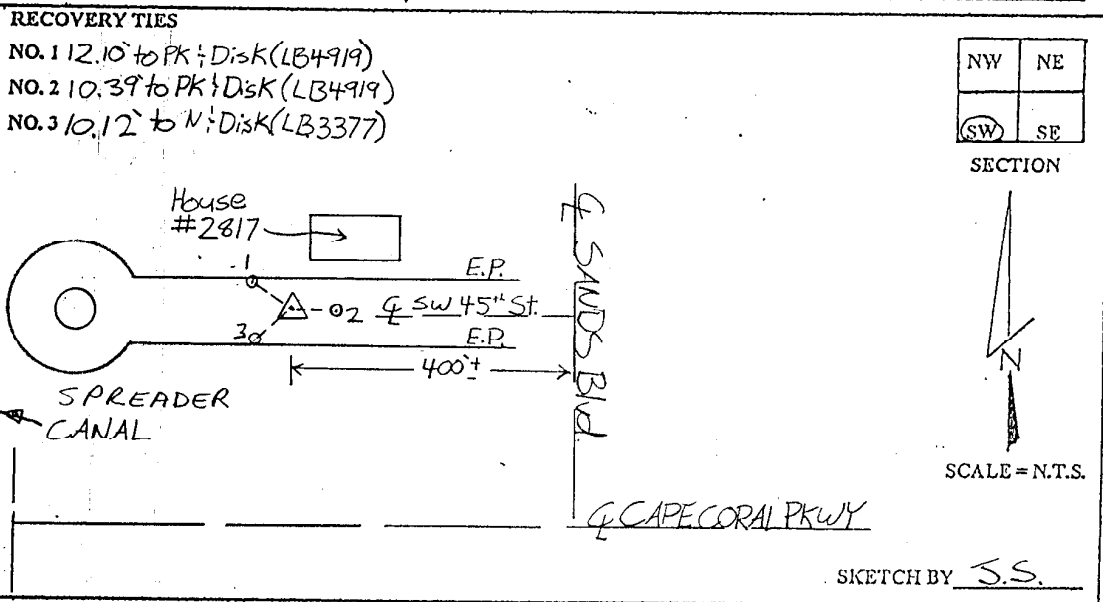 RECOVERY TIES
NO. 1 12.10' to PK & Disk (LB4919)
NO. 2 10.39' to PK & Disk (LB4919)
NO. 3 10.12' to N & Disk (LB3377)
NW NE
SW SE
SECTION
House
#2817
1
E.P.
2 ℄ SW 45th St.
3
E.P.
400'±
℄ SANDS Blvd.
SPREADER
CANAL
N
SCALE = N.T.S.
℄ CAPE CORAL PKWY
SKETCH BY J.S.